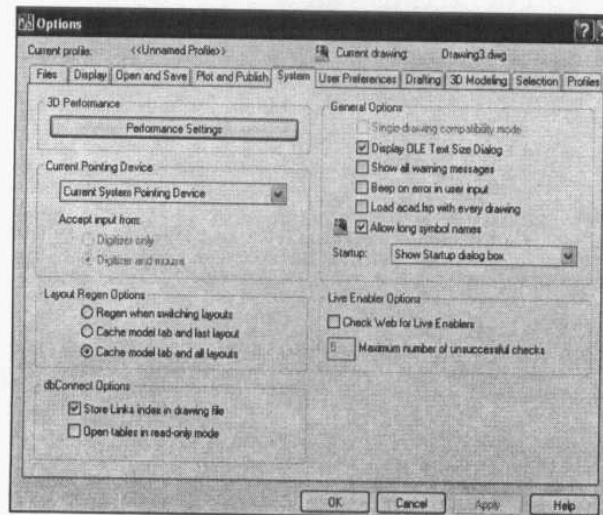 Options
Current profile: <<Unnamed Profile>> Current drawing: Drawing3.dwg
Files Display Open and Save Plot and Publish System User Preferences Drafting 3D Modeling Selection Profiles
3D Performance
Performance Settings
Current Pointing Device
Current System Pointing Device
Accept input from:
Digitizer only
Digitizer and mouse
Layout Regen Options
Regen when switching layouts
Cache model tab and last layout
Cache model tab and all layouts
dbConnect Options
Store Links index in drawing file
Open tables in read-only mode
General Options
Single drawing compatibility mode
Display OLE Text Size Dialog
Show all warning messages
Beep on error in user input
Load acad.lsp with every drawing
Allow long symbol names
Startup: Show Startup dialog box
Live Enabler Options
Check Web for Live Enablers
5 Maximum number of unsuccessful checks
OK Cancel Apply Help